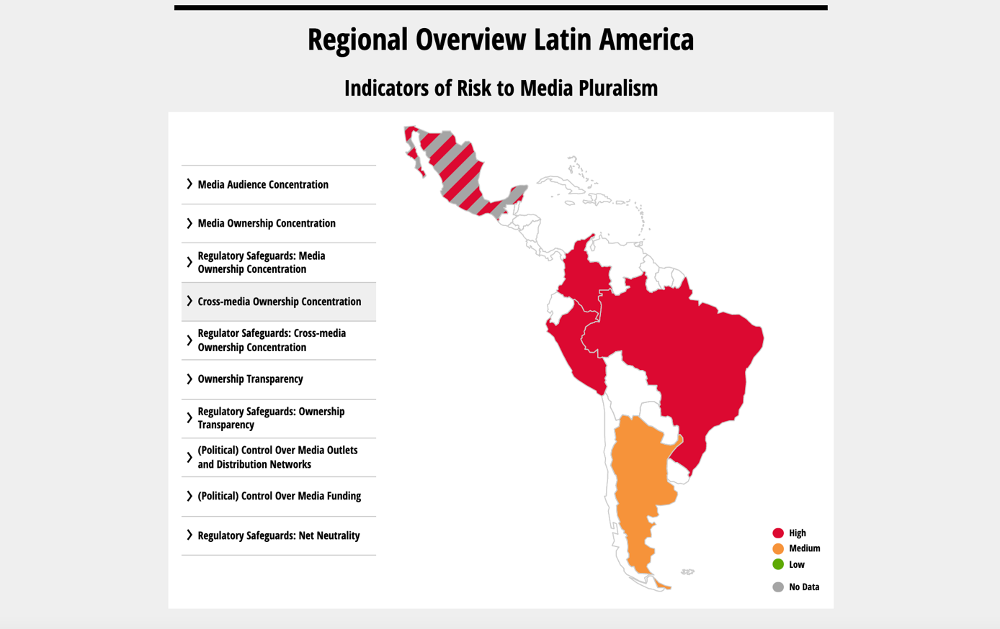 Regional Overview Latin America
Indicators of Risk to Media Pluralism
Media Audience Concentration
Media Ownership Concentration
Regulatory Safeguards: Media
Ownership Concentration
Cross-media Ownership Concentration
Regulator Safeguards: Cross-media
Ownership Concentration
Ownership Transparency
Regulatory Safeguards: Ownership
Transparency
(Political) Control Over Media Outlets
and Distribution Networks
(Political) Control Over Media Funding
Regulatory Safeguards: Net Neutrality
High
Medium
Low
No Data